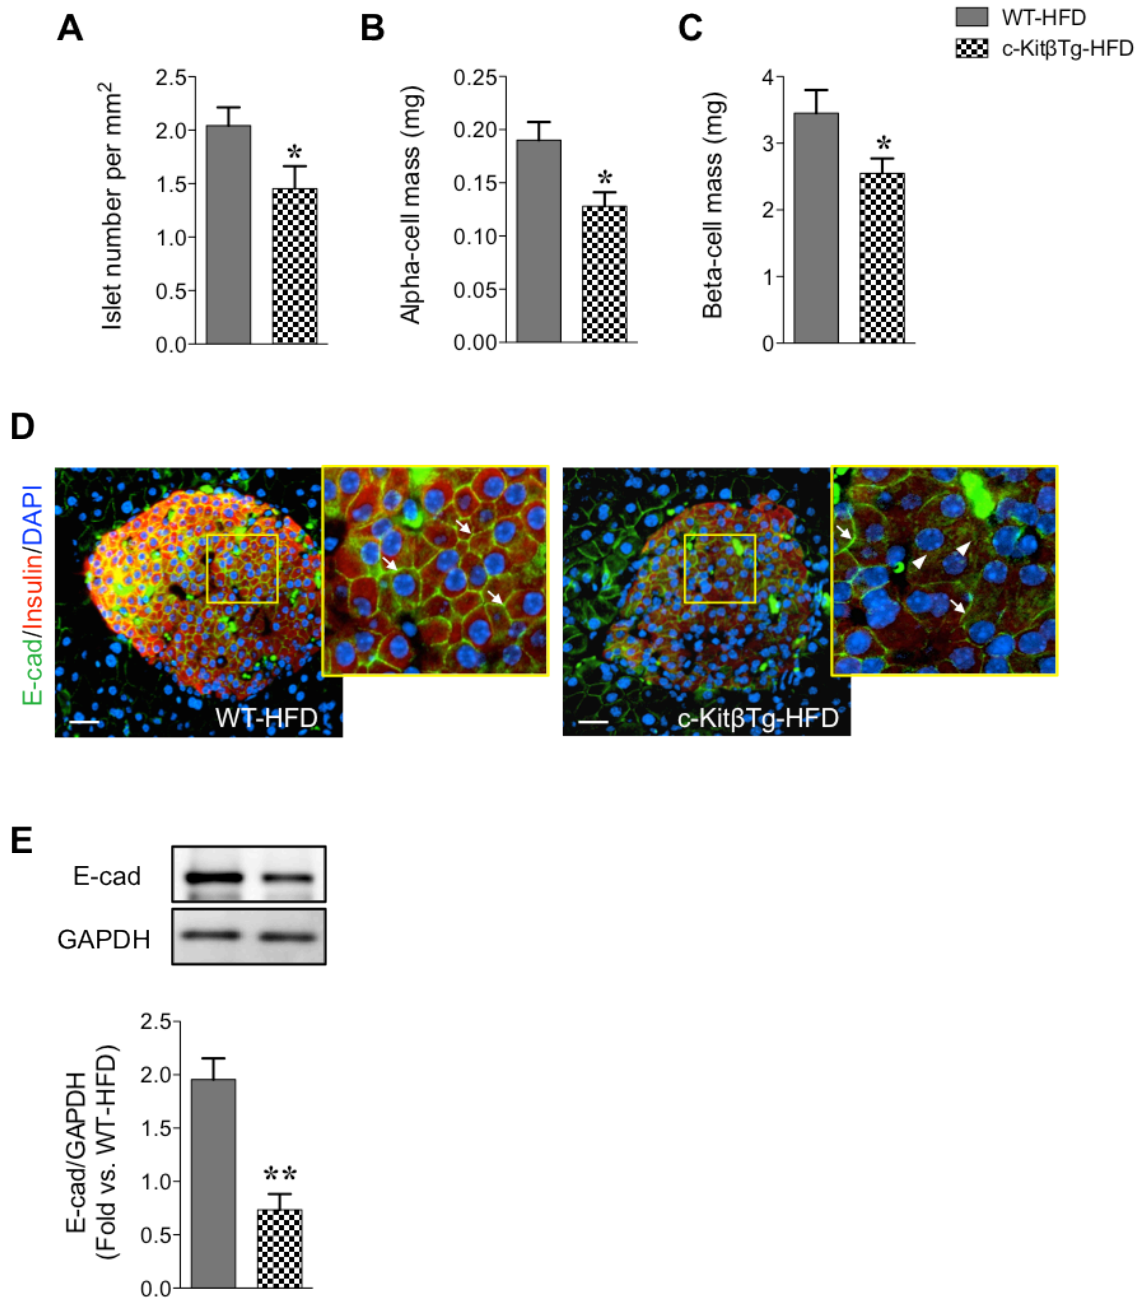 A
B
C
WT-HFD
c-KitβTg-HFD
Islet number per mm²
2.5
2.0
1.5
1.0
0.5
0.0
*
Alpha-cell mass (mg)
0.25
0.20
0.15
0.10
0.05
0.00
*
Beta-cell mass (mg)
4
3
2
1
0
*
D
E-cad/Insulin/DAPI
WT-HFD
c-KitβTg-HFD
E
E-cad
GAPDH
E-cad/GAPDH
(Fold vs. WT-HFD)
2.5
2.0
1.5
1.0
0.5
0.0
**